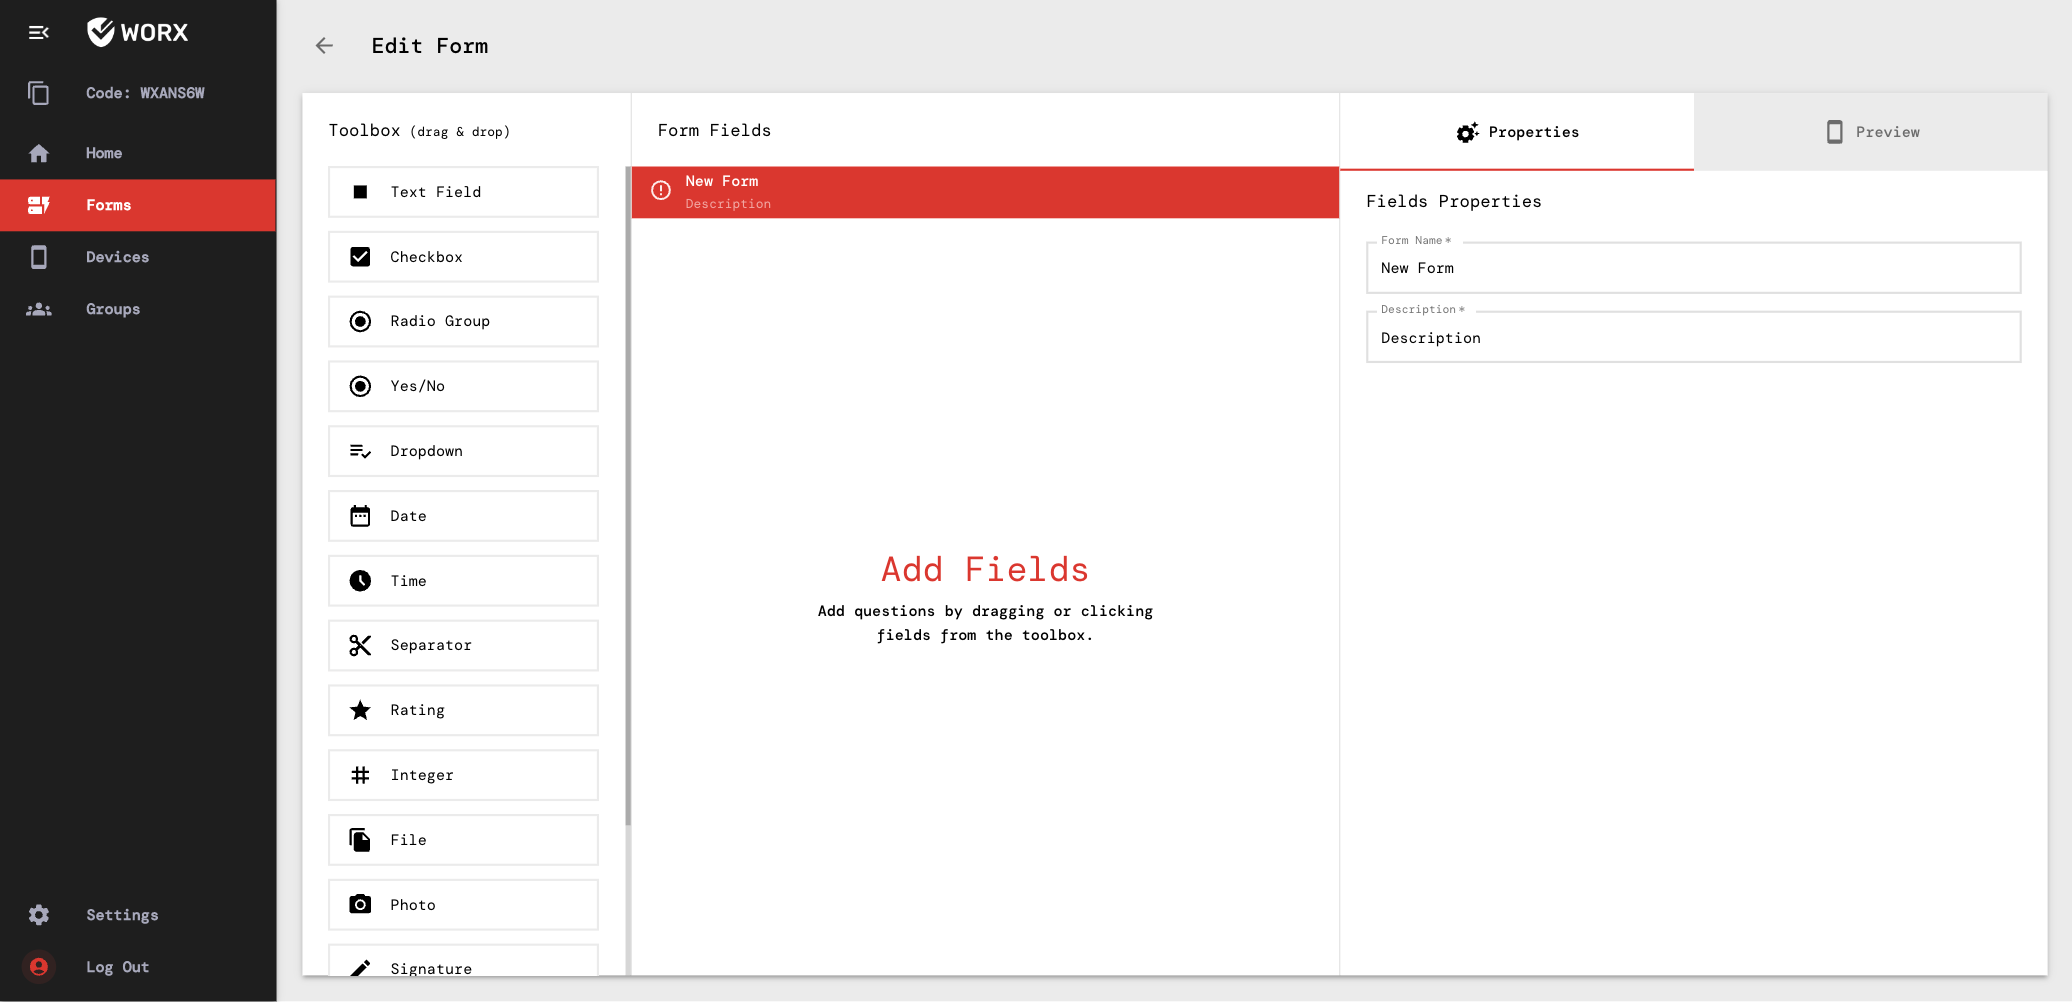 WORX
Code: WXANS6W
Home
Forms
Devices
Groups
Settings
Log Out
Edit Form
Toolbox (drag & drop)
Text Field
Checkbox
Radio Group
Yes/No
Dropdown
Date
Time
Separator
Rating
Integer
File
Photo
Signature
Form Fields
New Form
Description
Add Fields
Add questions by dragging or clicking
fields from the toolbox.
Properties
Preview
Fields Properties
Form Name *
New Form
Description *
Description